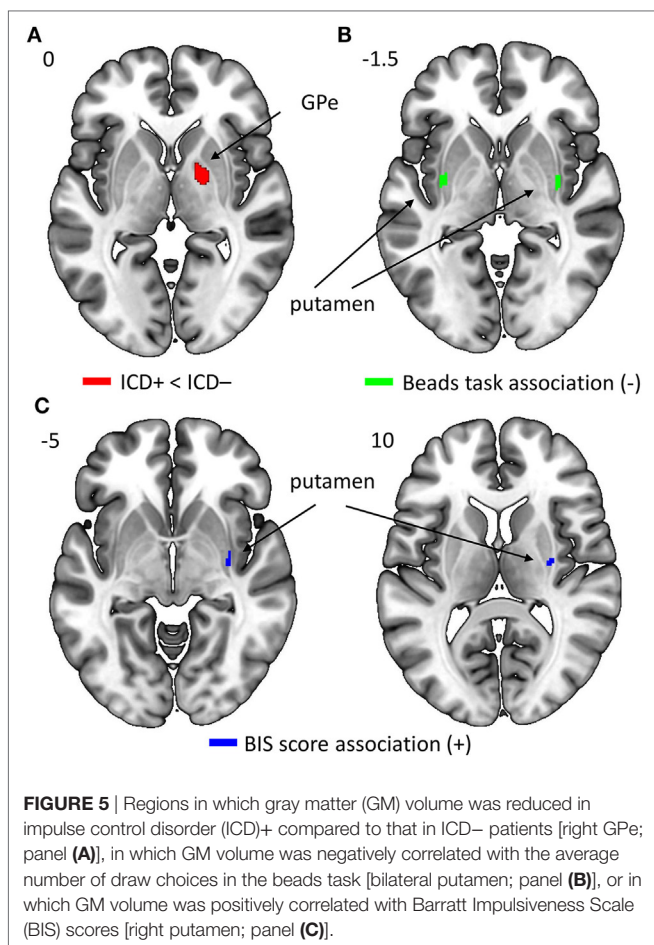 A
B
0
-1.5
GPe
putamen
ICD+ < ICD−
Beads task association (-)
C
-5
10
putamen
BIS score association (+)
FIGURE 5 | Regions in which gray matter (GM) volume was reduced in
impulse control disorder (ICD)+ compared to that in ICD− patients [right GPe;
panel (A)], in which GM volume was negatively correlated with the average
number of draw choices in the beads task [bilateral putamen; panel (B)], or in
which GM volume was positively correlated with Barratt Impulsiveness Scale
(BIS) scores [right putamen; panel (C)].